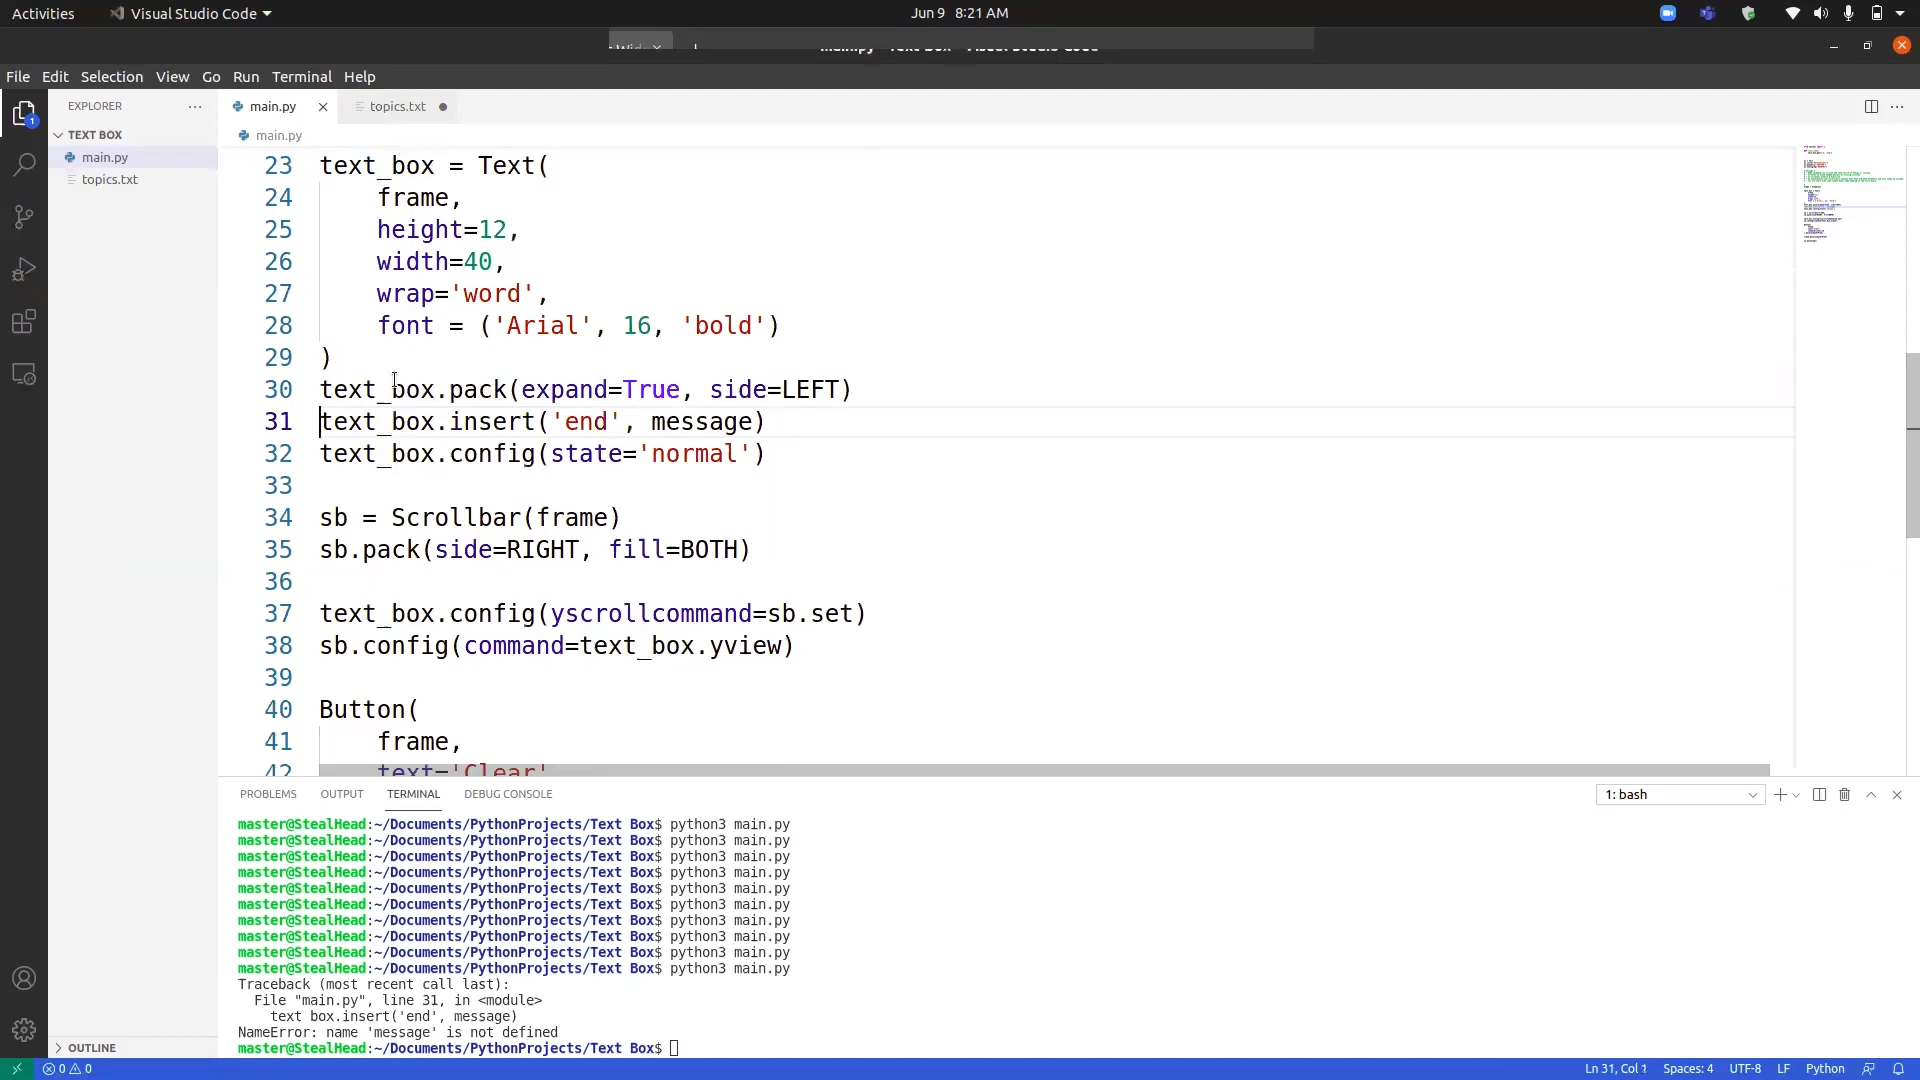 Activities
Visual Studio Code
Jun 9 8:21 AM
File Edit Selection View Go Run Terminal Help
EXPLORER
main.py
topics.txt
1
TEXT BOX
main.py
main.py
topics.txt
23 text_box = Text(
24 frame,
25 height=12,
26 width=40,
27 wrap='word',
28 font = ('Arial', 16, 'bold')
29 )
30 text_box.pack(expand=True, side=LEFT)
31 text_box.insert('end', message)
32 text_box.config(state='normal')
33
34 sb = Scrollbar(frame)
35 sb.pack(side=RIGHT, fill=BOTH)
36
37 text_box.config(yscrollcommand=sb.set)
38 sb.config(command=text_box.yview)
39
40 Button(
41 frame,
42 text='Clear'
PROBLEMS OUTPUT TERMINAL DEBUG CONSOLE
1: bash
master@StealHead:~/Documents/PythonProjects/Text Box$ python3 main.py
master@StealHead:~/Documents/PythonProjects/Text Box$ python3 main.py
master@StealHead:~/Documents/PythonProjects/Text Box$ python3 main.py
master@StealHead:~/Documents/PythonProjects/Text Box$ python3 main.py
master@StealHead:~/Documents/PythonProjects/Text Box$ python3 main.py
master@StealHead:~/Documents/PythonProjects/Text Box$ python3 main.py
master@StealHead:~/Documents/PythonProjects/Text Box$ python3 main.py
master@StealHead:~/Documents/PythonProjects/Text Box$ python3 main.py
master@StealHead:~/Documents/PythonProjects/Text Box$ python3 main.py
master@StealHead:~/Documents/PythonProjects/Text Box$ python3 main.py
Traceback (most recent call last):
File "main.py", line 31, in <module>
text box.insert('end', message)
NameError: name 'message' is not defined
master@StealHead:~/Documents/PythonProjects/Text Box$
OUTLINE
0 0
Ln 31, Col 1 Spaces: 4 UTF-8 LF Python